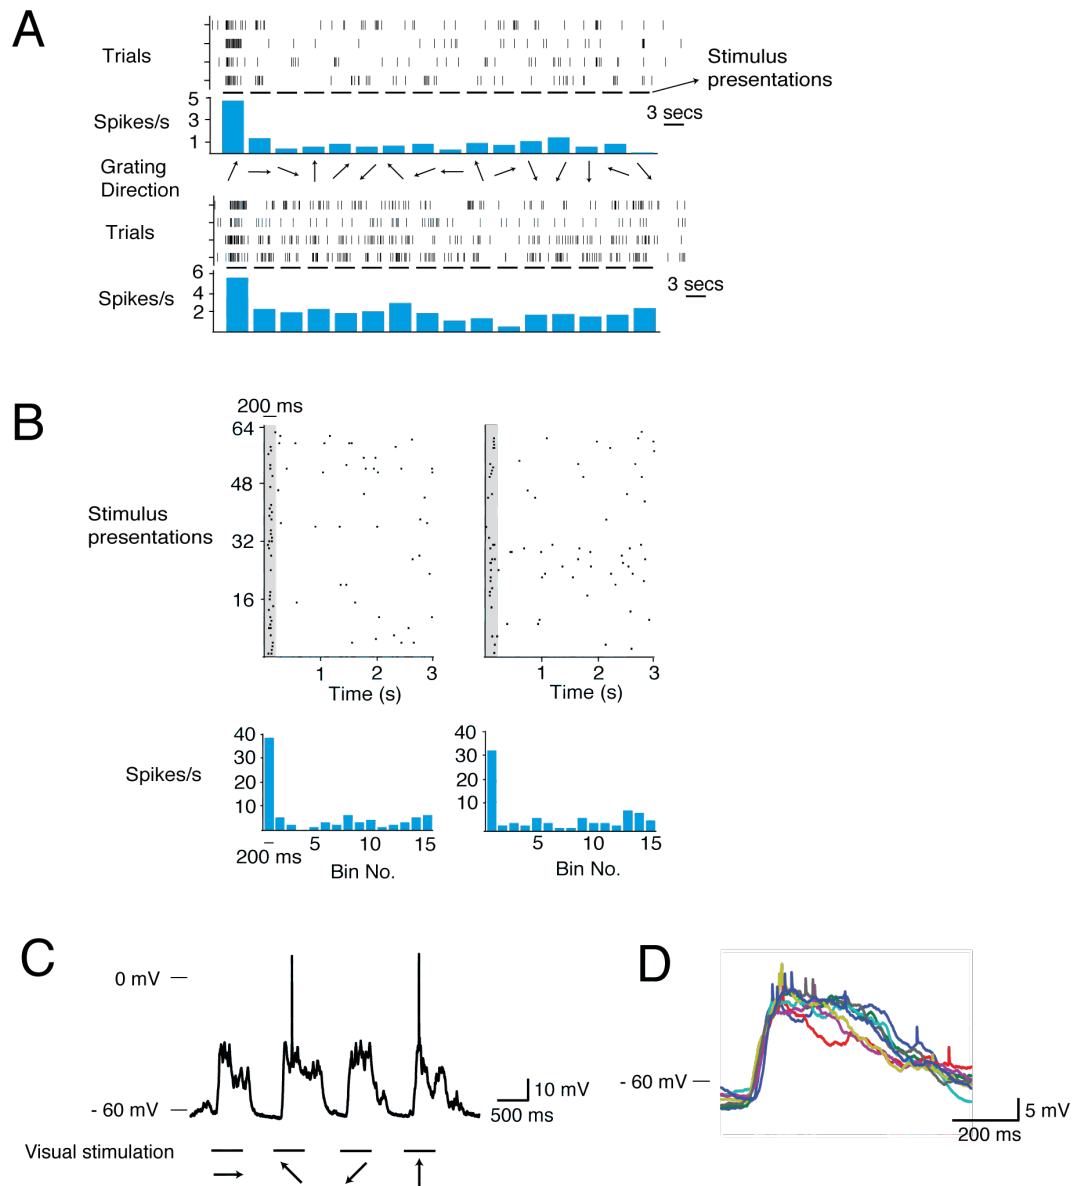 A
Trials
Stimulus
presentations
5
3
1
Spikes/s
3 secs
Grating
Direction
Trials
6
4
2
Spikes/s
3 secs
B
200 ms
64
48
32
16
Stimulus
presentations
1 2 3
Time (s)
1 2 3
Time (s)
40
30
20
10
Spikes/s
40
30
20
10
5 10 15
200 ms
Bin No.
5 10 15
Bin No.
C
0 mV
- 60 mV
10 mV
500 ms
Visual stimulation
D
- 60 mV
5 mV
200 ms